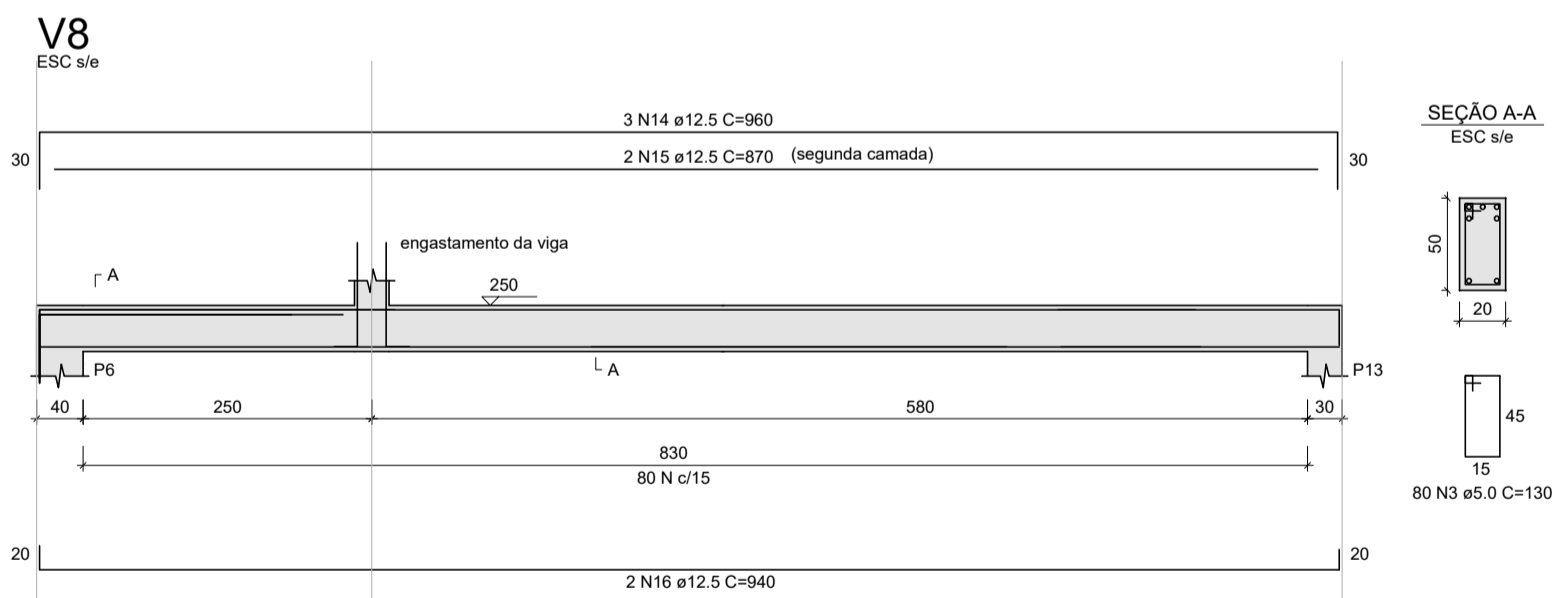 V8
ESC s/e
3 N14 ø12.5 C=960
30
2 N15 ø12.5 C=870 (segunda camada)
30
engastamento da viga
A
250
A
P6
P13
40
250
580
30
830
80 N c/15
20
20
2 N16 ø12.5 C=940
SEÇÃO A-A
ESC s/e
50
20
45
15
80 N3 ø5.0 C=130